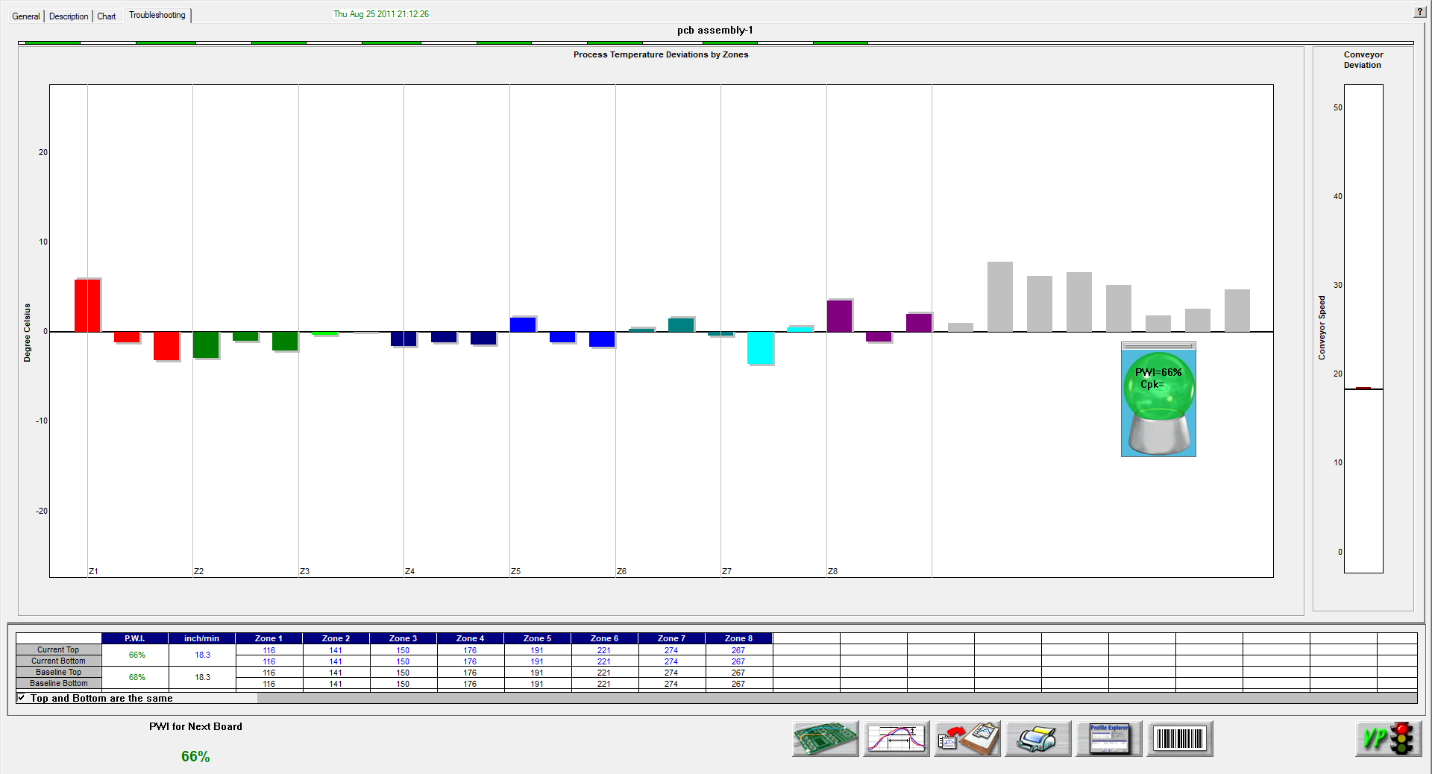 General Description Chart Troubleshooting
Thu Aug 25 2011 21:12:26
?
pcb assembly-1
Process Temperature Deviations by Zones
Conveyor
Deviation
Degree Celsius
20
10
0
-10
-20
Z1 Z2 Z3 Z4 Z5 Z6 Z7 Z8
PWI=66%
Cpk=
Conveyor Speed
50
40
30
20
10
0
P.W.I. inch/min Zone 1 Zone 2 Zone 3 Zone 4 Zone 5 Zone 6 Zone 7 Zone 8
Current Top 66% 18.3 116 141 150 176 191 221 274 267
Current Bottom 116 141 150 176 191 221 274 267
Baseline Top 68% 18.3 116 141 150 176 191 221 274 267
Baseline Bottom 116 141 150 176 191 221 274 267
Top and Bottom are the same
PWI for Next Board
66%
Profile Explorer
VP